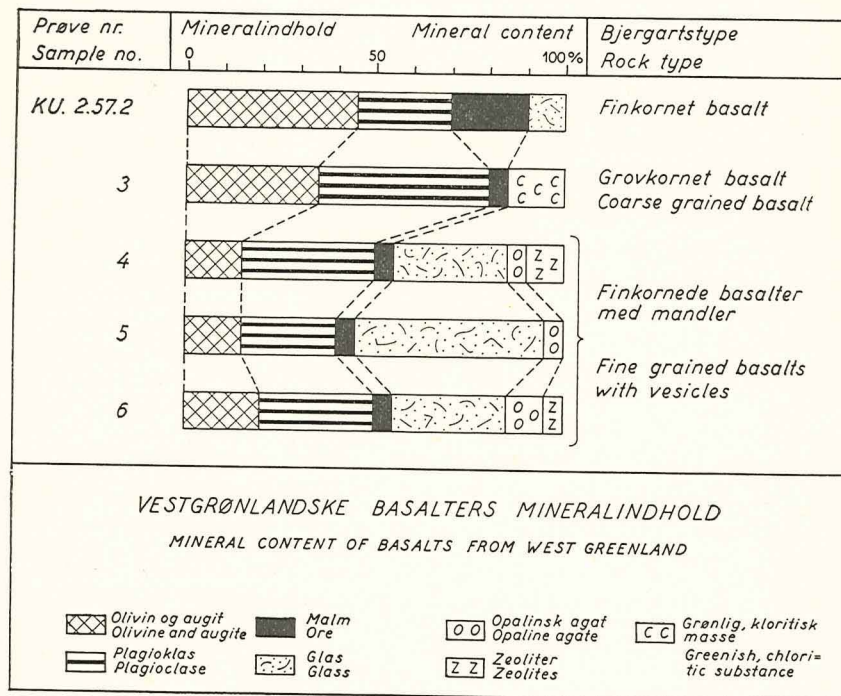 Prøve nr.
Sample no.
Mineralindhold
Mineral content
0 50 100%
Bjergartstype
Rock type
KU. 2.57.2
Finkornet basalt
3
C C
C
C C
Grovkornet basalt
Coarse grained basalt
4
O
O
Z
Z
Z
5
O
O
6
O
O
O
Z
Z
Finkornede basalter
med mandler
Fine grained basalts
with vesicles
VESTGRØNLANDSKE BASALTERS MINERALINDHOLD
MINERAL CONTENT OF BASALTS FROM WEST GREENLAND
Olivin og augit
Olivine and augite
Malm
Ore
O O
Opalinsk agat
Opaline agate
C C
Grønlig, kloritisk
masse
Plagioklas
Plagioclase
Glas
Glass
Z Z
Zeoliter
Zeolites
Greenish, chlori=
tic substance